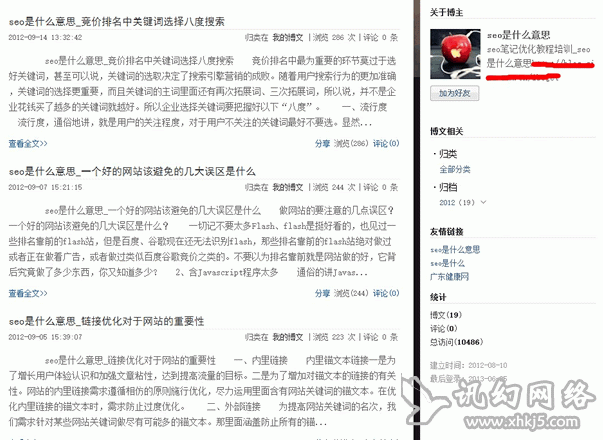 seo是什么意思_竞价排名中关键词选择八度搜索
2012-09-14 13:32:42 归类在 我的博文 | 浏览 286 次 | 评论 0 条
seo是什么意思_竞价排名中关键词选择八度搜索 竞价排名中最为重要的环节莫过于选
好关键词，甚至可以说，关键词的选取决定了搜索引擎营销的成败。随着用户搜索行为的更加准确
，关键词的选择更重要，而且关键词的主词里面还有再次拓展词、三次拓展词，所以说，并不是企
业花钱买了越多的关键词就越好。所以企业选择关键词要把握好以下“八度”。 一、流行度
流行度，通俗地讲，就是用户的关注程度，对于用户不关注的关键词最好不要选。显然...
查看全文>> 分享 浏览(286) 评论(0)
seo是什么意思_一个好的网站该避免的几大误区是什么
2012-09-07 15:21:15 归类在 我的博文 | 浏览 244 次 | 评论 0 条
seo是什么意思_一个好的网站该避免的几大误区是什么 做网站的要注意的几点误区？
一个好的网站该避免的几大误区是什么？ 一切记不要太多Flash、flash是挺好看的，也见过一
些排名靠前的flash站，但是百度、谷歌现在还无法识别flash，那些排名靠前的flash站绝对做过
或者正在做着广告，或者做过类似百度谷歌竞价之类的。不要以为排名靠前就是网站做的好，它背
后究竟做了多少东西，你又知道多少？ 2、含Javascript程序太多 通俗的讲Javas...
查看全文>> 分享 浏览(244) 评论(0)
seo是什么意思_链接优化对于网站的重要性
2012-09-05 15:39:07 归类在 我的博文 | 浏览 223 次 | 评论 0 条
seo是什么意思_链接优化对于网站的重要性 一、内里链接 内里锚文本链接一是为
了增长用户体验认识和加强文章粘性，达到提高流量的目标。二是为了增加对锚文本的链接的有关
性。网站的内里链接需求遵循相仿的原则施行优化，尽力运用里面含有网站关键词的锚文本。在优
化内里链接的锚文本时，需求防止过度优化。 二、外部链接 为提高网站关键词的名次，我
们需求针对某些网站关键词做尽有可能多的锚文本。那里面涵盖防止所有的锚...
关于博主
seo是什么意思
seo笔记优化教程培训_seo
是什么意思
加为好友
博文相关
· 归类
全部分类
· 归档
2012（19）
友情链接
seo是什么意思
seo是什么
广东健康网
统计
博文(19)
评论(0)
总访问(10486)
建立时间：2012-08-10
最后登录：2013-06-05
讯幻网络
www.xhkj5.com